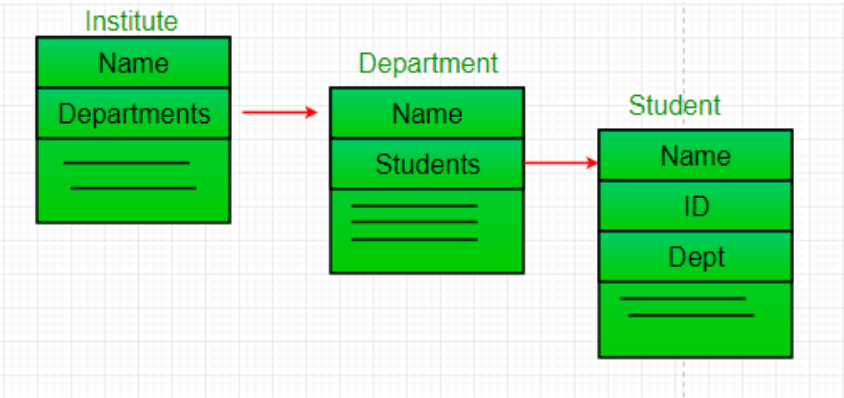 Institute
Name
Departments
Department
Name
Students
Student
Name
ID
Dept